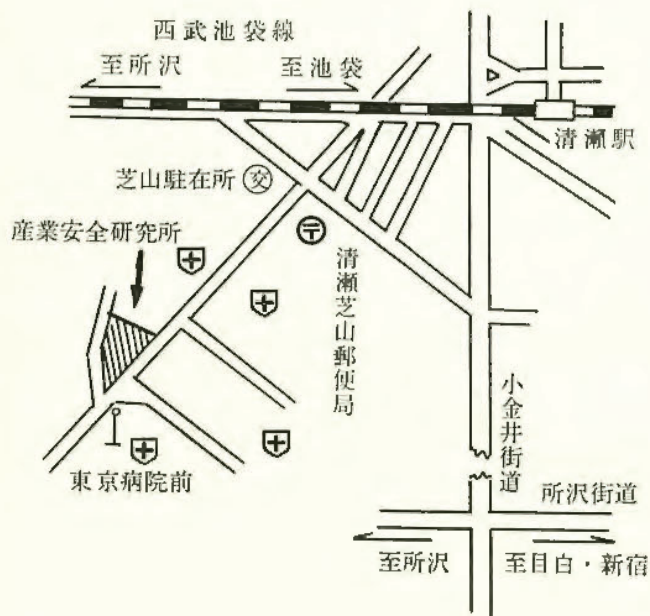 西武池袋線
至所沢
至池袋
清瀬駅
芝山駐在所
交
産業安全研究所
〒
清瀬芝山郵便局
小金井街道
東京病院前
所沢街道
至所沢
至目白・新宿